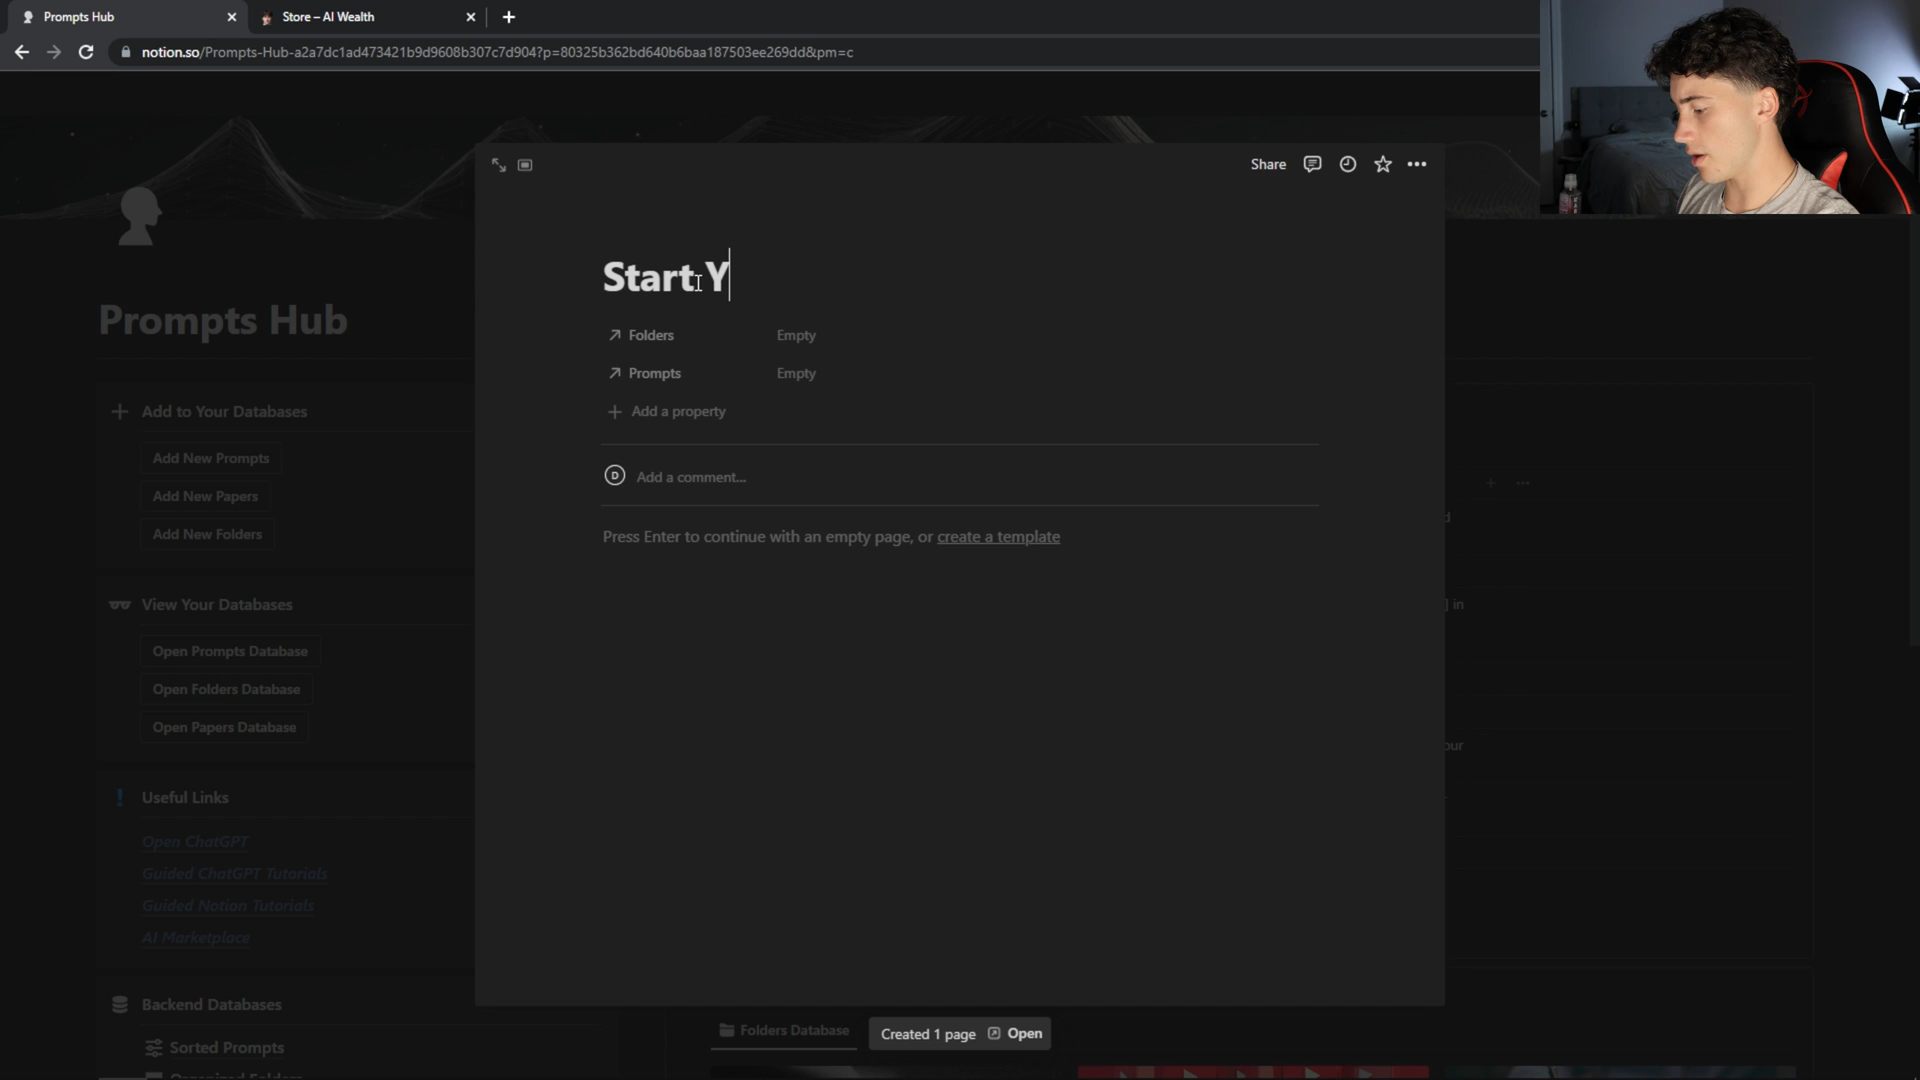 Prompts Hub
Store – AI Wealth
notion.so/Prompts-Hub-a2a7dc1ad473421b9d9608b307c7d904?p=80325b362bd640b6baa187503ee269dd&pm=c
Share
Start Y
Prompts Hub
Folders Empty
Prompts Empty
Add a property
Add to Your Databases
Add New Prompts
Add New Papers
Add New Folders
D Add a comment...
Press Enter to continue with an empty page, or create a template
View Your Databases
] in
Open Prompts Database
Open Folders Database
Open Papers Database
our
Useful Links
Open ChatGPT
Guided ChatGPT Tutorials
Guided Notion Tutorials
AI Marketplace
Backend Databases
Sorted Prompts
Folders Database
Created 1 page Open